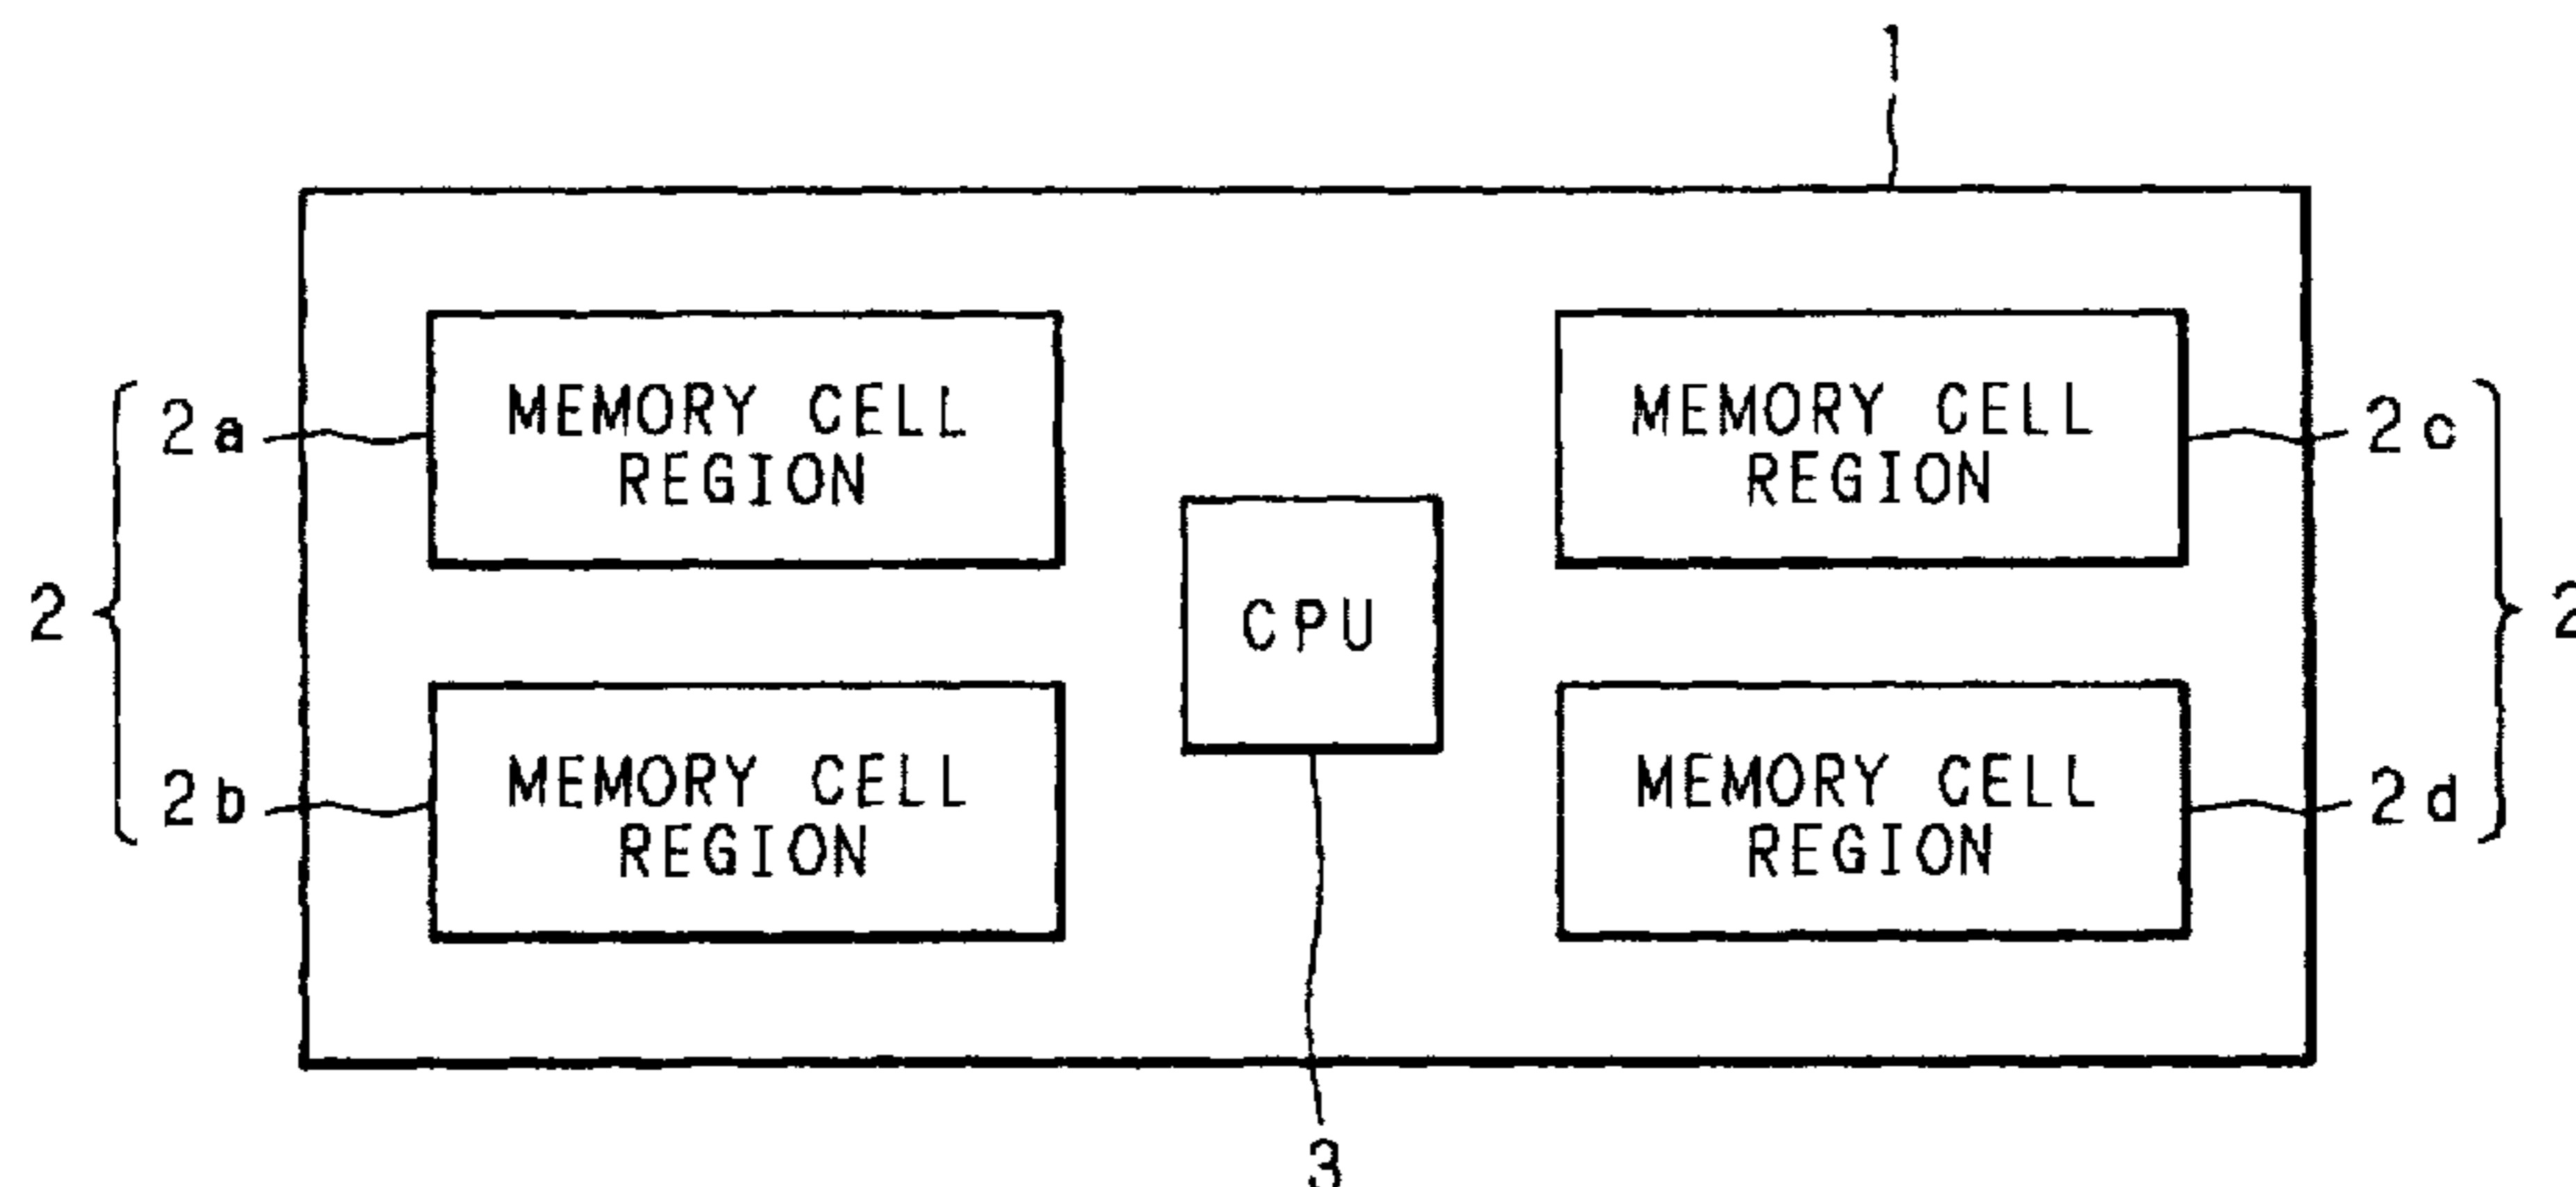 1
MEMORY CELL
REGION
MEMORY CELL
REGION
2a
2c
2
CPU
2
MEMORY CELL
REGION
MEMORY CELL
REGION
2b
2d
3